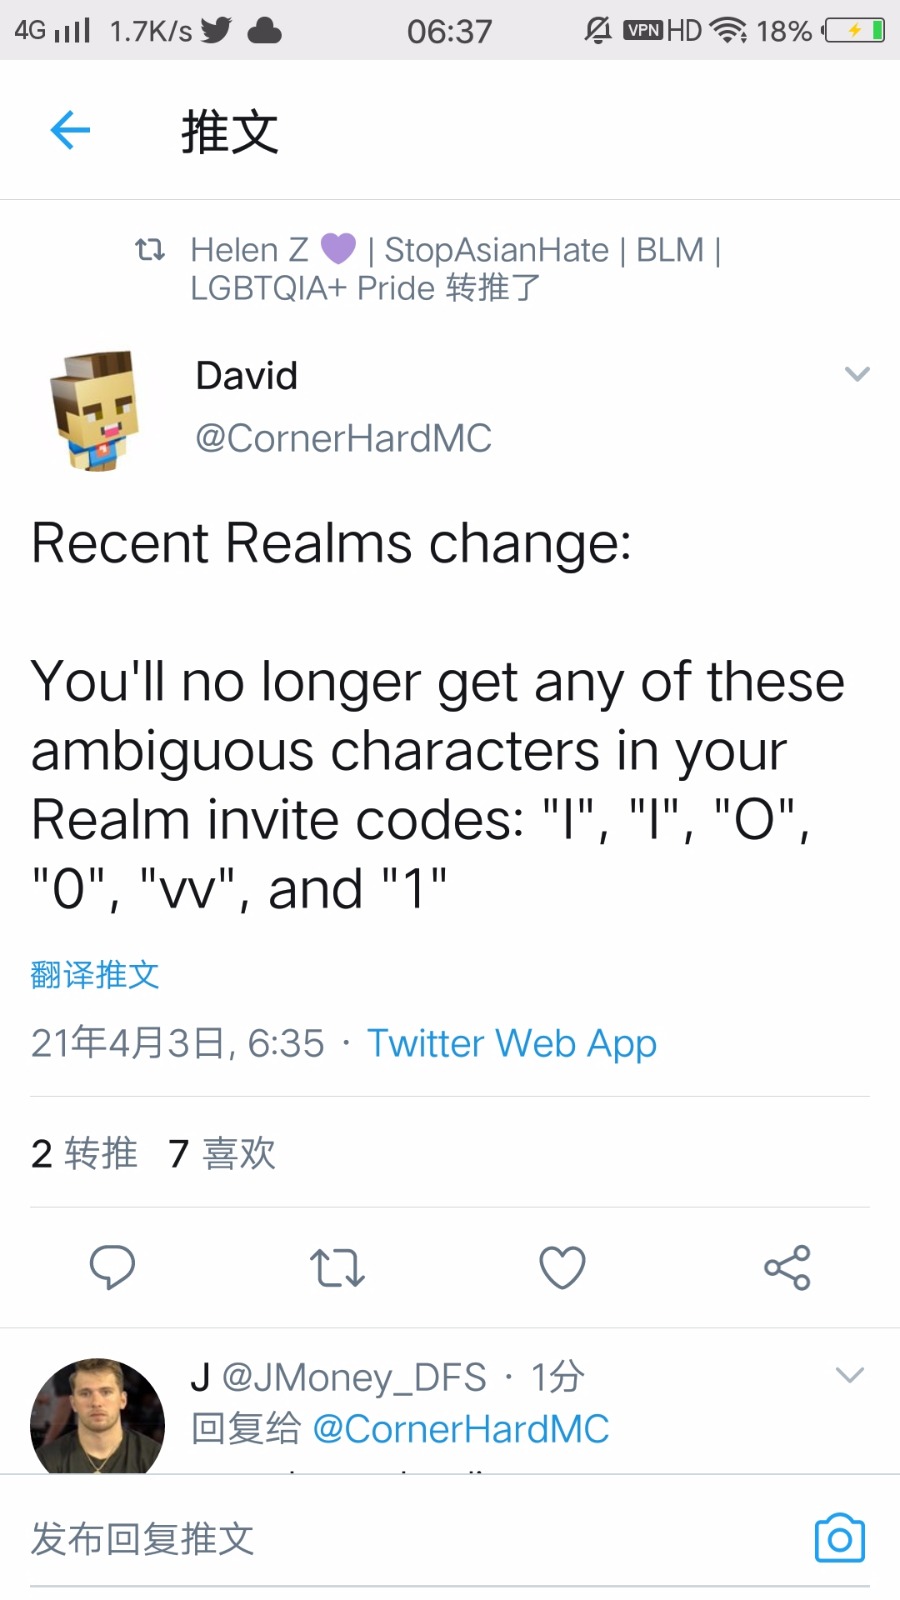 4G 1.7K/s 06:37 VPN HD 18%
推文
Helen Z 💜 | StopAsianHate | BLM |
LGBTQIA+ Pride 转推了
David
@CornerHardMC
Recent Realms change:
You'll no longer get any of these
ambiguous characters in your
Realm invite codes: "I", "l", "O",
"0", "vv", and "1"
翻译推文
21年4月3日, 6:35 · Twitter Web App
2 转推 7 喜欢
J @JMoney_DFS · 1分
回复给 @CornerHardMC
发布回复推文